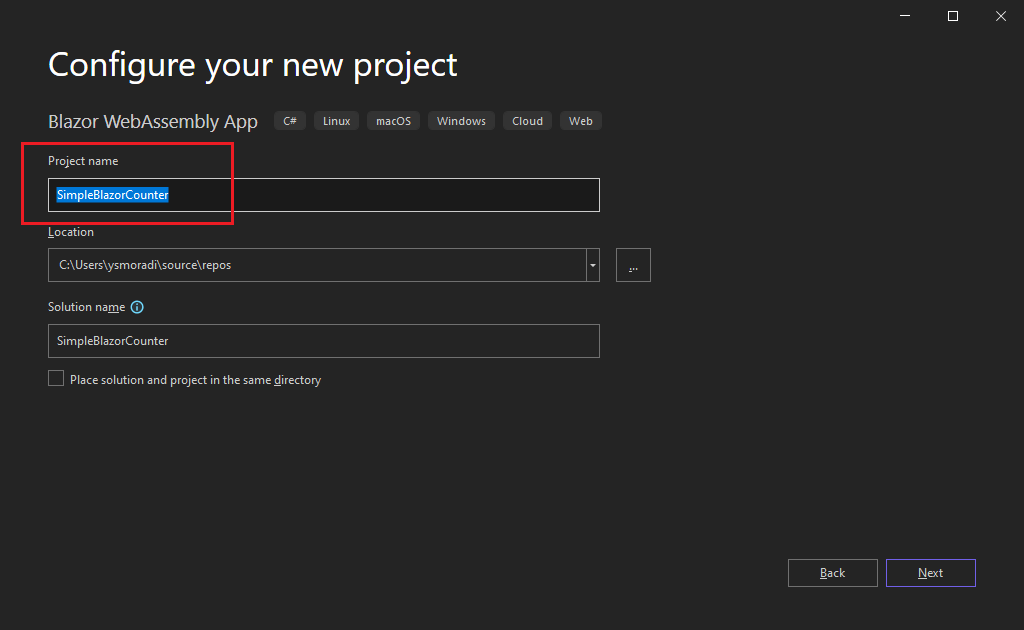 Configure your new project
Blazor WebAssembly App C# Linux macOS Windows Cloud Web
Project name
SimpleBlazorCounter
Location
C:\Users\ysmoradi\source\repos
...
Solution name
SimpleBlazorCounter
Place solution and project in the same directory
Back Next